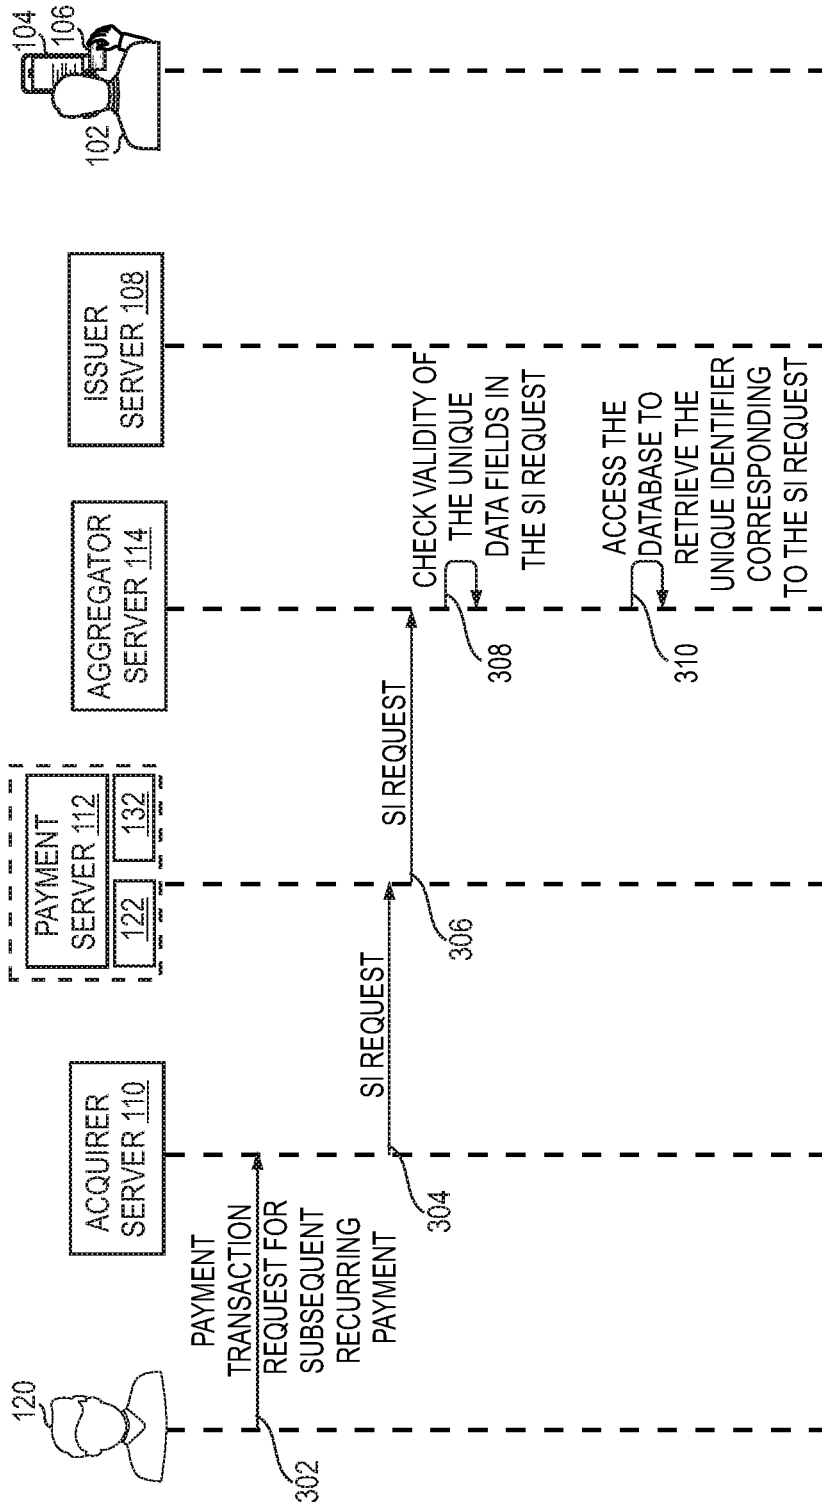 120
ACQUIRER
SERVER 110
PAYMENT
SERVER 112
122
132
AGGREGATOR
SERVER 114
ISSUER
SERVER 108
102
104
106
PAYMENT
TRANSACTION
REQUEST FOR
SUBSEQUENT
RECURRING
PAYMENT
302
SI REQUEST
304
SI REQUEST
306
CHECK VALIDITY OF
THE UNIQUE
DATA FIELDS IN
THE SI REQUEST
308
ACCESS THE
DATABASE TO
RETRIEVE THE
UNIQUE IDENTIFIER
CORRESPONDING
TO THE SI REQUEST
310